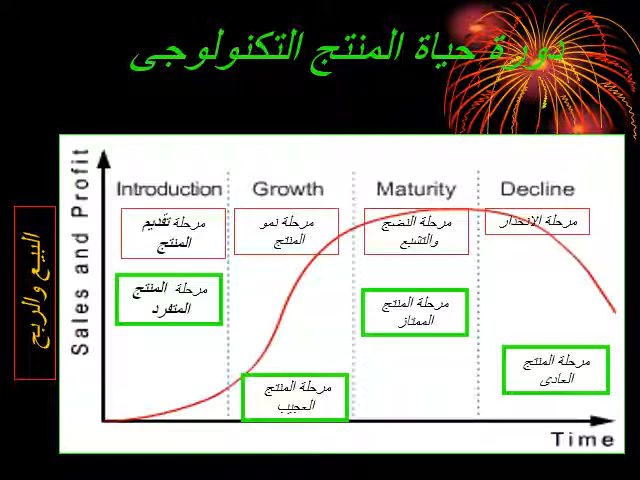 دورة حياة المنتج التكنولوجى
Sales and Profit
البيع والربح
Introduction
Growth
Maturity
Decline
مرحلة تقديم
المنتج
مرحلة نمو
المنتج
مرحلة النضج
والتشبع
مرحلة الانحدار
مرحلة المنتج
المتفرد
مرحلة المنتج
العجيب
مرحلة المنتج
الممتاز
مرحلة المنتج
العادى
Time